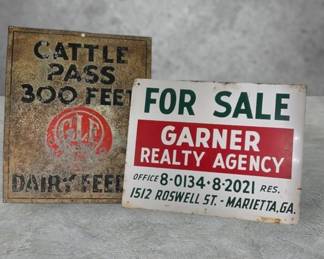 CATTLE
PASS
300 FEET
GLF
DAIRY FEED
FOR SALE
GARNER
REALTY AGENCY
OFFICE 8-0134 • 8-2021 RES.
1512 ROSWELL ST. - MARIETTA, GA.